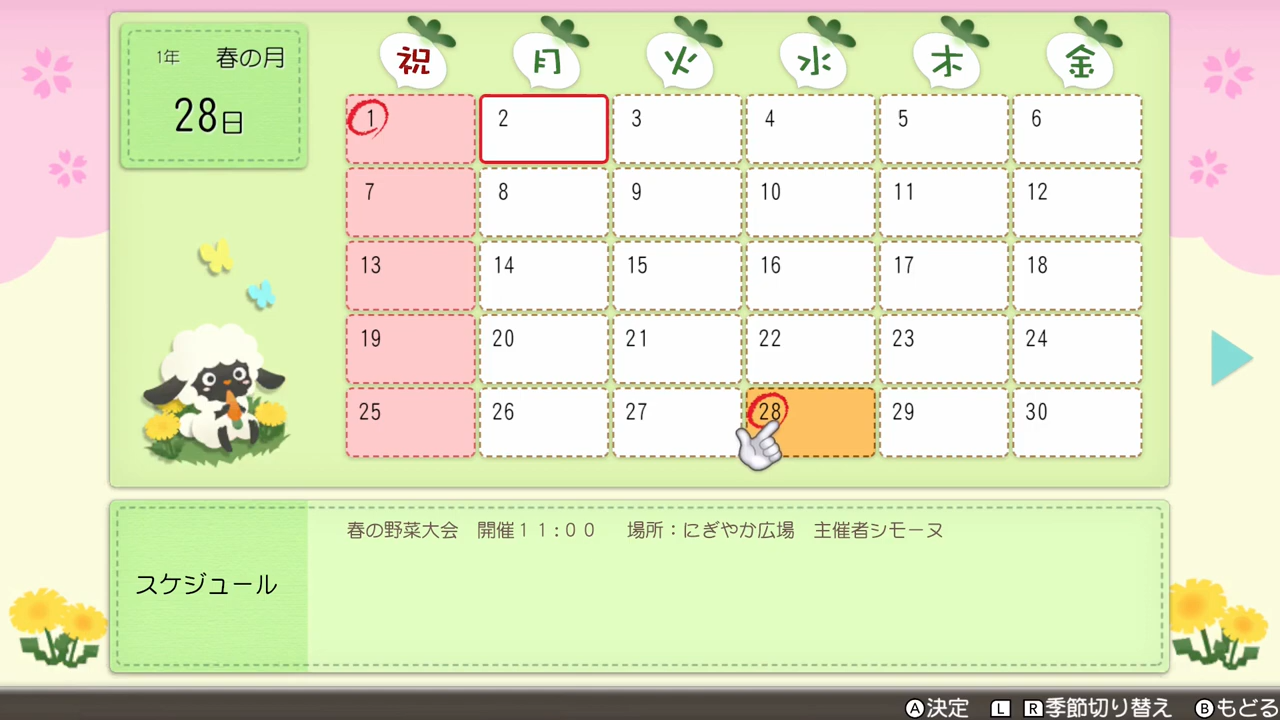 1年 春の月
28日
祝 月 火 水 木 金
1 2 3 4 5 6
7 8 9 10 11 12
13 14 15 16 17 18
19 20 21 22 23 24
25 26 27 28 29 30
春の野菜大会 開催１１:００ 場所：にぎやか広場 主催者シモーヌ
スケジュール
Ⓐ決定 L R季節切り替え Ⓑもどる